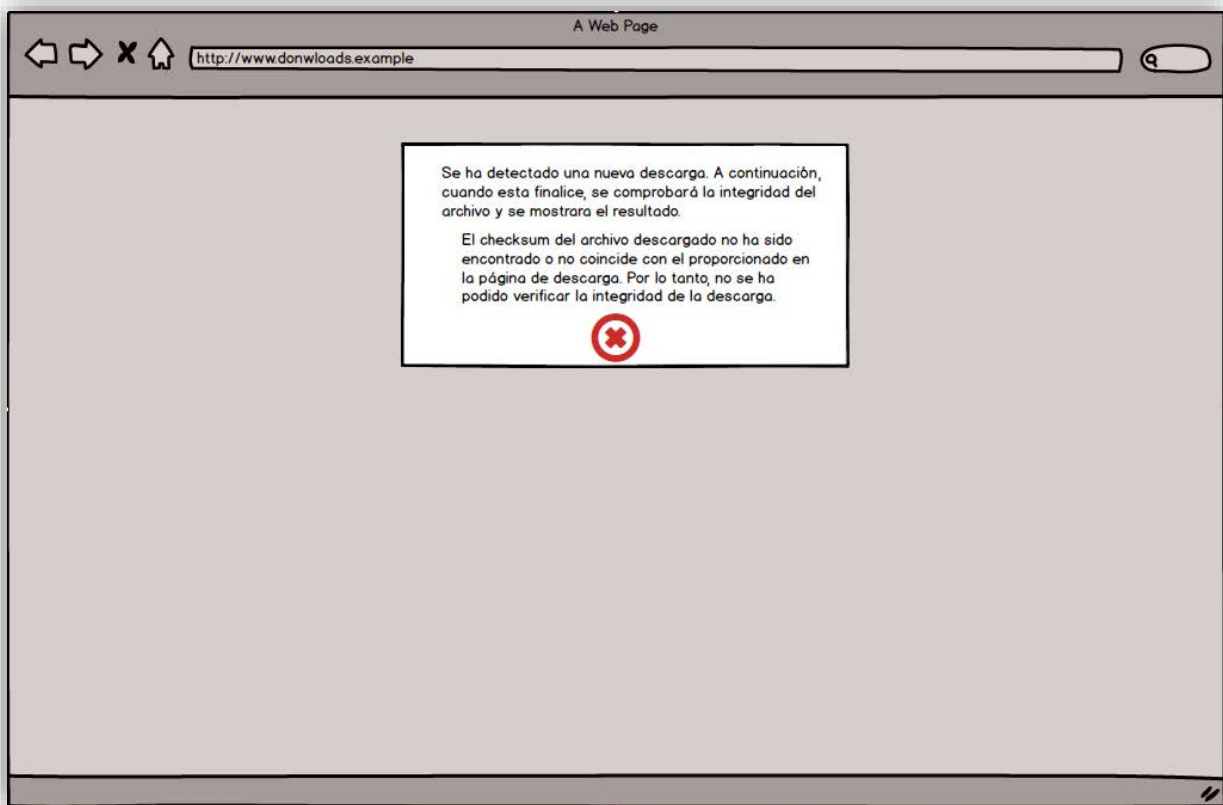 A Web Page
http://www.donwloads.example
Se ha detectado una nueva descarga. A continuación,
cuando esta finalice, se comprobará la integridad del
archivo y se mostrara el resultado.
El checksum del archivo descargado no ha sido
encontrado o no coincide con el proporcionado en
la página de descarga. Por lo tanto, no se ha
podido verificar la integridad de la descarga.